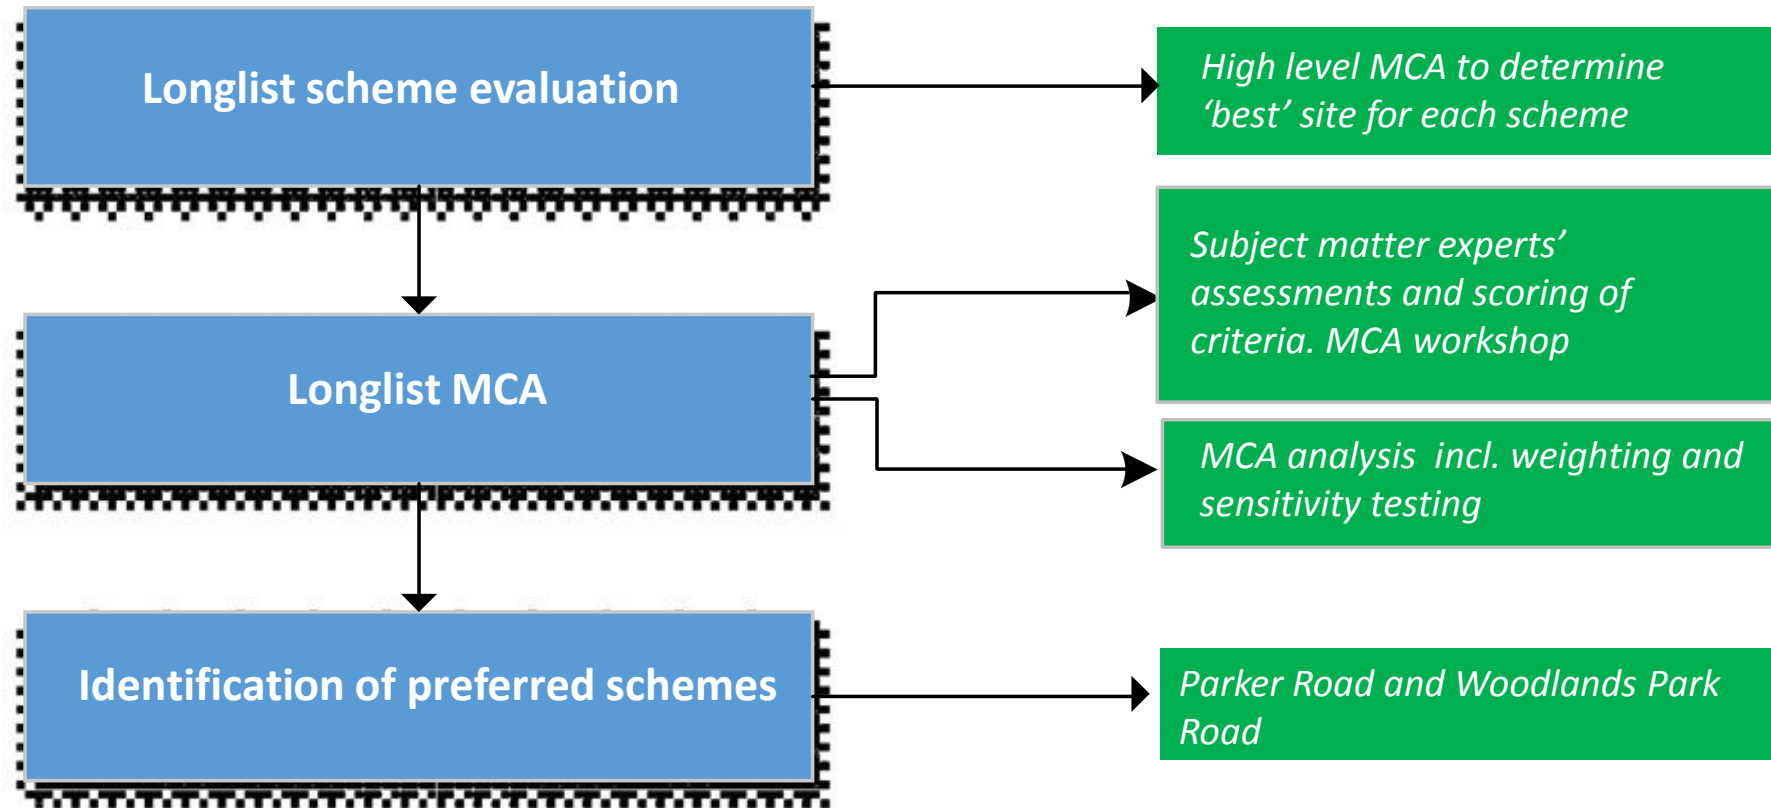 Longlist scheme evaluation
High level MCA to determine
‘best’ site for each scheme
Longlist MCA
Subject matter experts’
assessments and scoring of
criteria. MCA workshop
MCA analysis  incl. weighting and
sensitivity testing
Identification of preferred schemes
Parker Road and Woodlands Park
Road